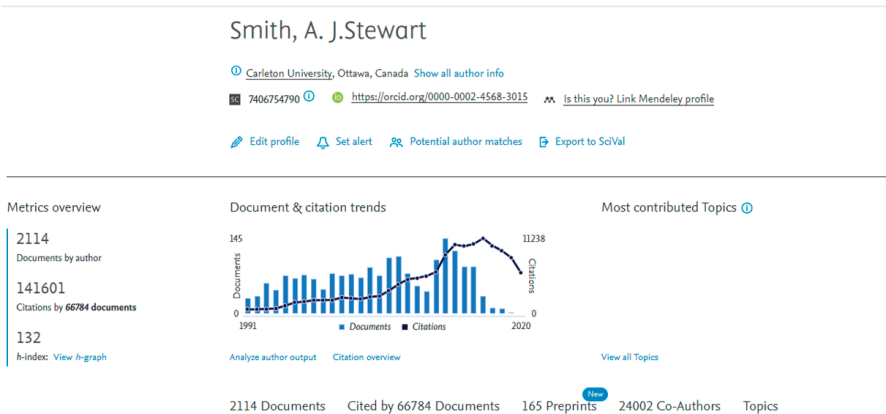 Smith, A. J.Stewart
Carleton University, Ottawa, Canada Show all author info
SC 7406754790 iD https://orcid.org/0000-0002-4568-3015 Is this you? Link Mendeley profile
Edit profile Set alert Potential author matches Export to SciVal
Metrics overview
2114
Documents by author
141601
Citations by 66784 documents
132
h-index: View h-graph
Document & citation trends
145
11238
Documents
Citations
0
0
1991
2020
Documents Citations
Analyze author output Citation overview
Most contributed Topics
View all Topics
New
2114 Documents Cited by 66784 Documents 165 Preprints 24002 Co-Authors Topics